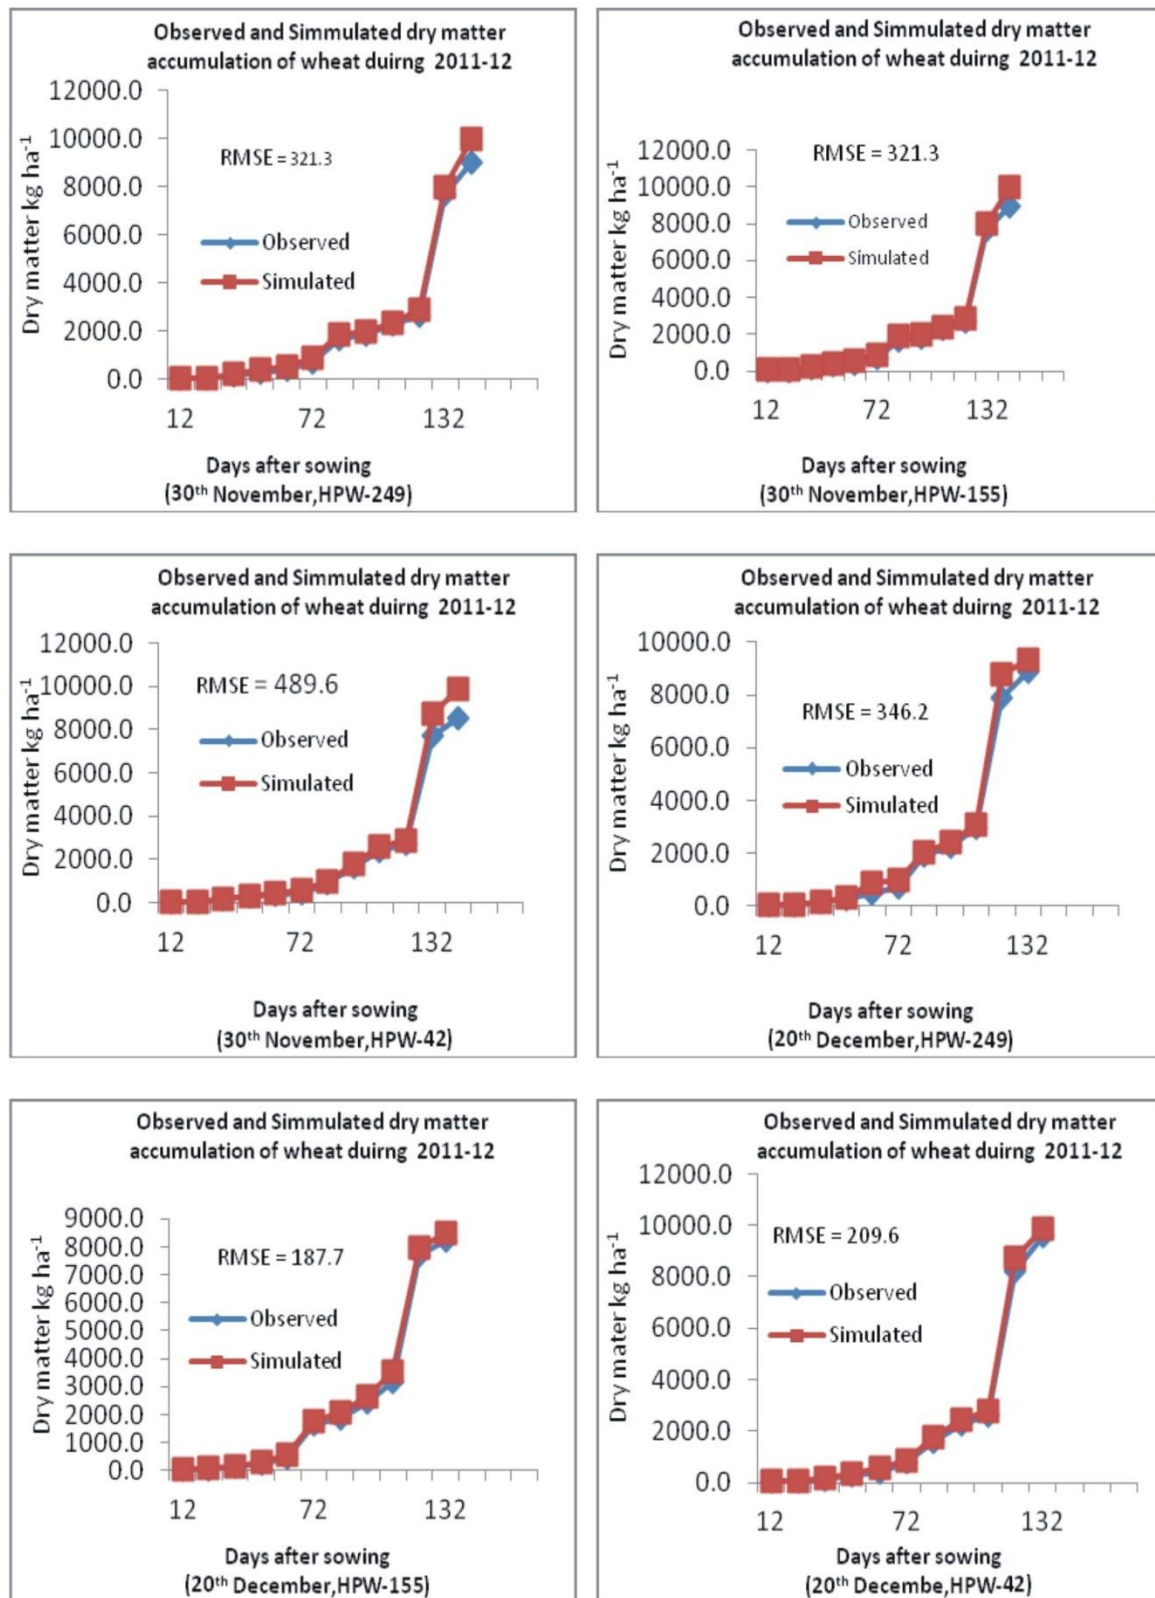 Observed and Simmulated dry matter
accumulation of wheat duirng 2011-12
12000.0
10000.0
8000.0
6000.0
4000.0
2000.0
0.0
Dry matter kg ha⁻¹
RMSE = 321.3
Observed
Simulated
12 72 132
Days after sowing
(30th November,HPW-249)
Observed and Simmulated dry matter
accumulation of wheat duirng 2011-12
12000.0
10000.0
8000.0
6000.0
4000.0
2000.0
0.0
Dry matter kg ha⁻¹
RMSE = 321.3
Observed
Simulated
12 72 132
Days after sowing
(30th November,HPW-155)
Observed and Simmulated dry matter
accumulation of wheat duirng 2011-12
12000.0
10000.0
8000.0
6000.0
4000.0
2000.0
0.0
Dry matter kg ha⁻¹
RMSE = 489.6
Observed
Simulated
12 72 132
Days after sowing
(30th November,HPW-42)
Observed and Simmulated dry matter
accumulation of wheat duirng 2011-12
10000.0
8000.0
6000.0
4000.0
2000.0
0.0
Dry matter kg ha⁻¹
RMSE = 346.2
Observed
Simulated
12 72 132
Days after sowing
(20th December,HPW-249)
Observed and Simmulated dry matter
accumulation of wheat duirng 2011-12
9000.0
8000.0
7000.0
6000.0
5000.0
4000.0
3000.0
2000.0
1000.0
0.0
Dry matter kg ha⁻¹
RMSE = 187.7
Observed
Simulated
12 72 132
Days after sowing
(20th December,HPW-155)
Observed and Simmulated dry matter
accumulation of wheat duirng 2011-12
12000.0
10000.0
8000.0
6000.0
4000.0
2000.0
0.0
Dry mater kg ha⁻¹
RMSE = 209.6
Observed
Simulated
12 72 132
Days after sowing
(20th Decembe,HPW-42)